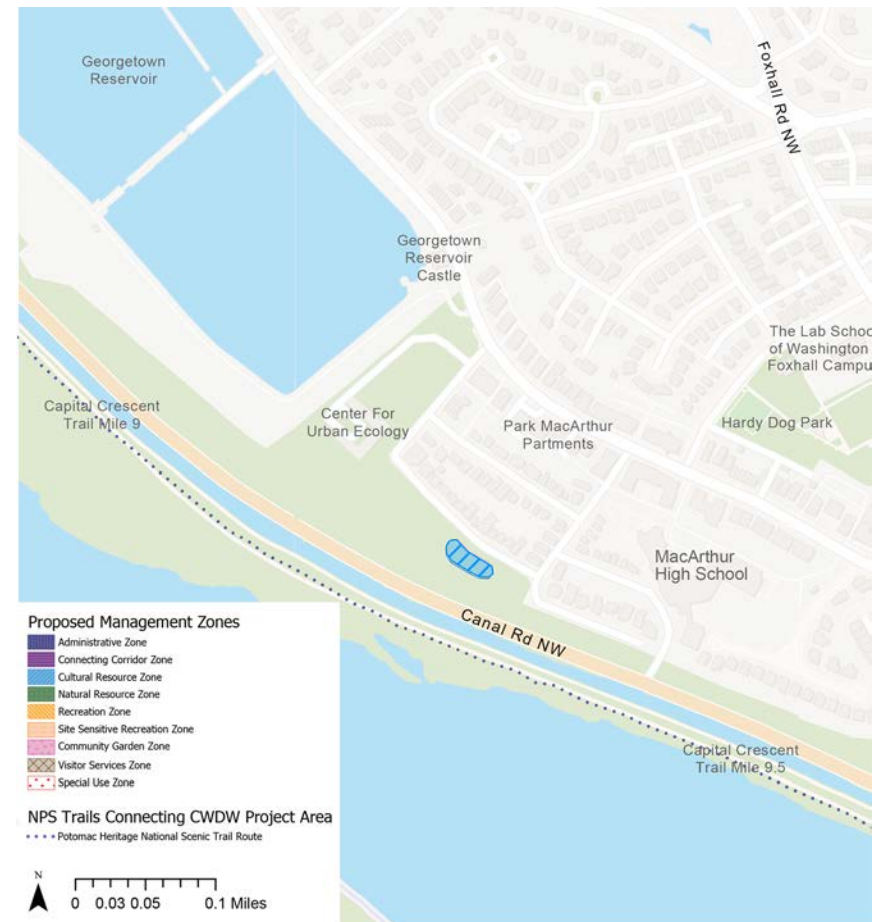 Georgetown
Reservoir
Foxhall Rd NW
Georgetown
Reservoir
Castle
The Lab Schoo
of Washington
Foxhall Campu
Capital Crescent
Trail Mile 9
Center For
Urban Ecology
Park MacArthur
Partments
Hardy Dog Park
MacArthur
High School
Canal Rd NW
Capital Crescent
Trail Mile 9.5
Proposed Management Zones
Administrative Zone
Connecting Corridor Zone
Cultural Resource Zone
Natural Resource Zone
Recreation Zone
Site Sensitive Recreation Zone
Community Garden Zone
Visitor Services Zone
Special Use Zone
NPS Trails Connecting CWDW Project Area
Potomac Heritage National Scenic Trail Route
N
0 0.03 0.05 0.1 Miles